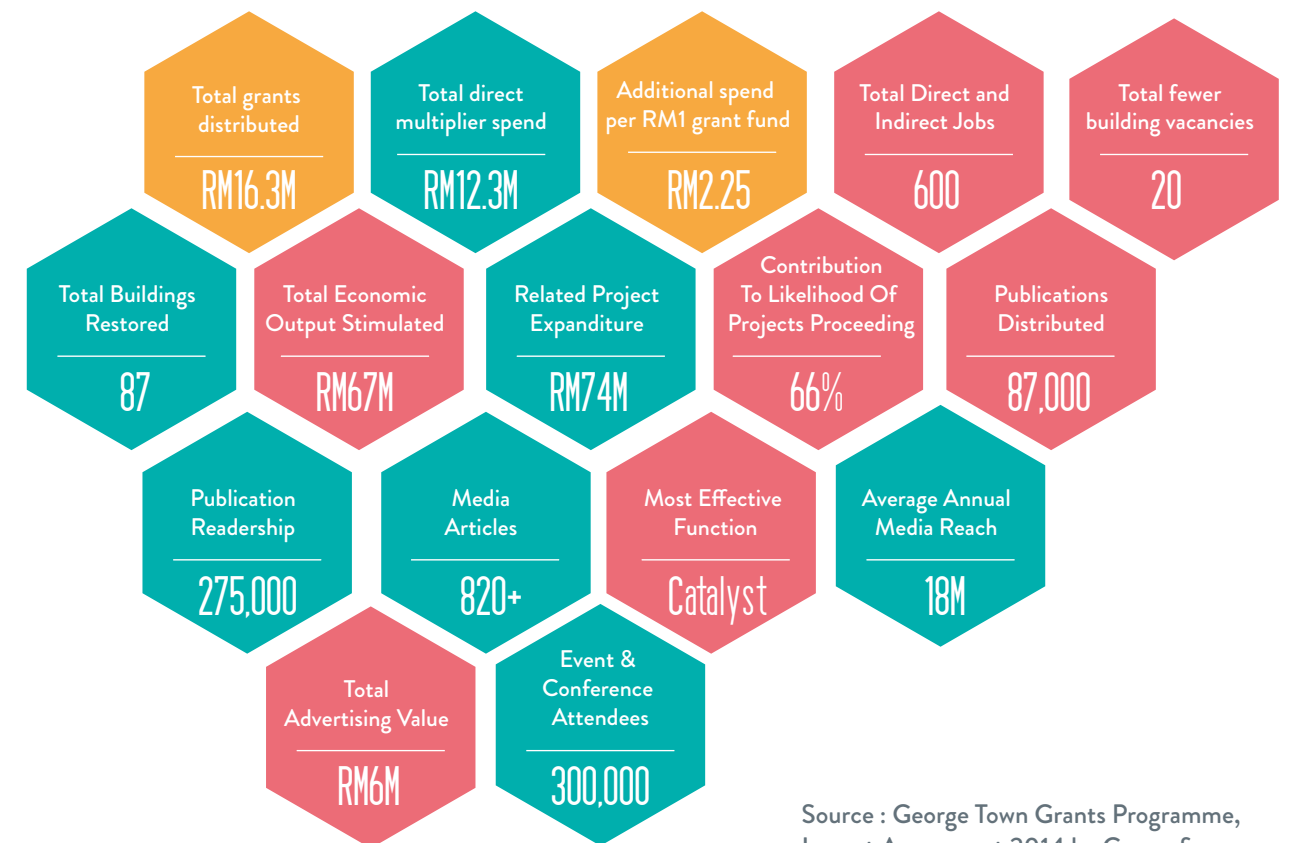 Total grants
distributed
RM16.3M
Total direct
multiplier spend
RM12.3M
Additional spend
per RM1 grant fund
RM2.25
Total Direct and
Indirect Jobs
600
Total fewer
building vacancies
20
Total Buildings
Restored
87
Total Economic
Output Stimulated
RM67M
Related Project
Expanditure
RM74M
Contribution
To Likelihood Of
Projects Proceeding
66%
Publications
Distributed
87,000
Publication
Readership
275,000
Media
Articles
820+
Most Effective
Function
Catalyst
Average Annual
Media Reach
18M
Total
Advertising Value
RM6M
Event &
Conference
Attendees
300,000
Source : George Town Grants Programme,
2014